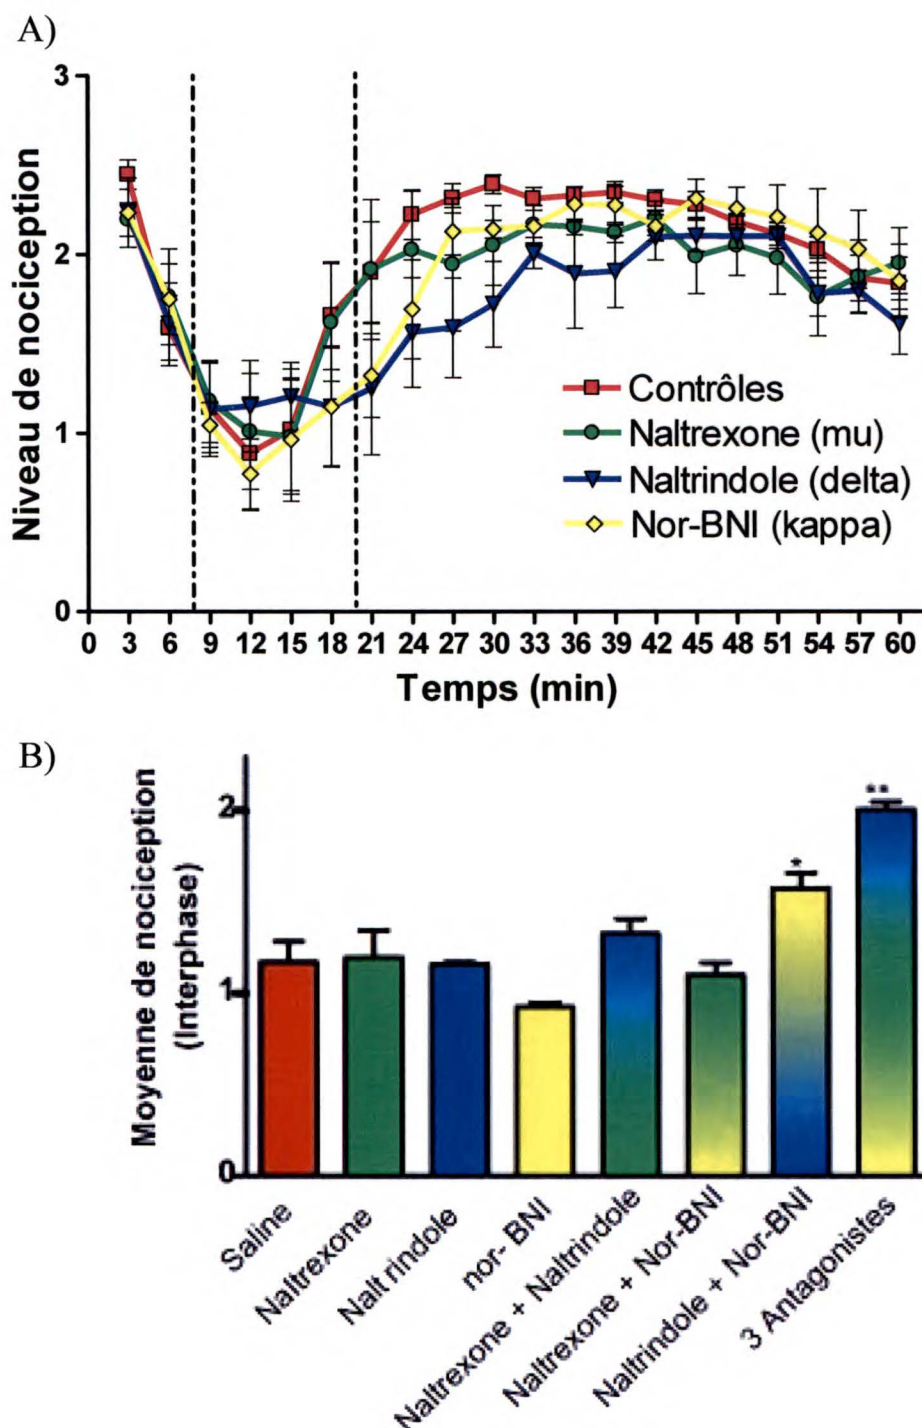 A)
Niveau de nociception
3
2
1
0
Contrôles
Naltrexone (mu)
Naltrindole (delta)
Nor-BNI (kappa)
0 3 6 9 12 15 18 21 24 27 30 33 36 39 42 45 48 51 54 57 60
Temps (min)
B)
Moyenne de nociception
(Interphase)
2
1
0
**
*
Saline
Naltrexone
Nalt rindole
nor- BNI
Naltrexone + Naltrindole
Naltrexone + Nor-BNI
Naltrindole + Nor-BNI
3 Antagonistes